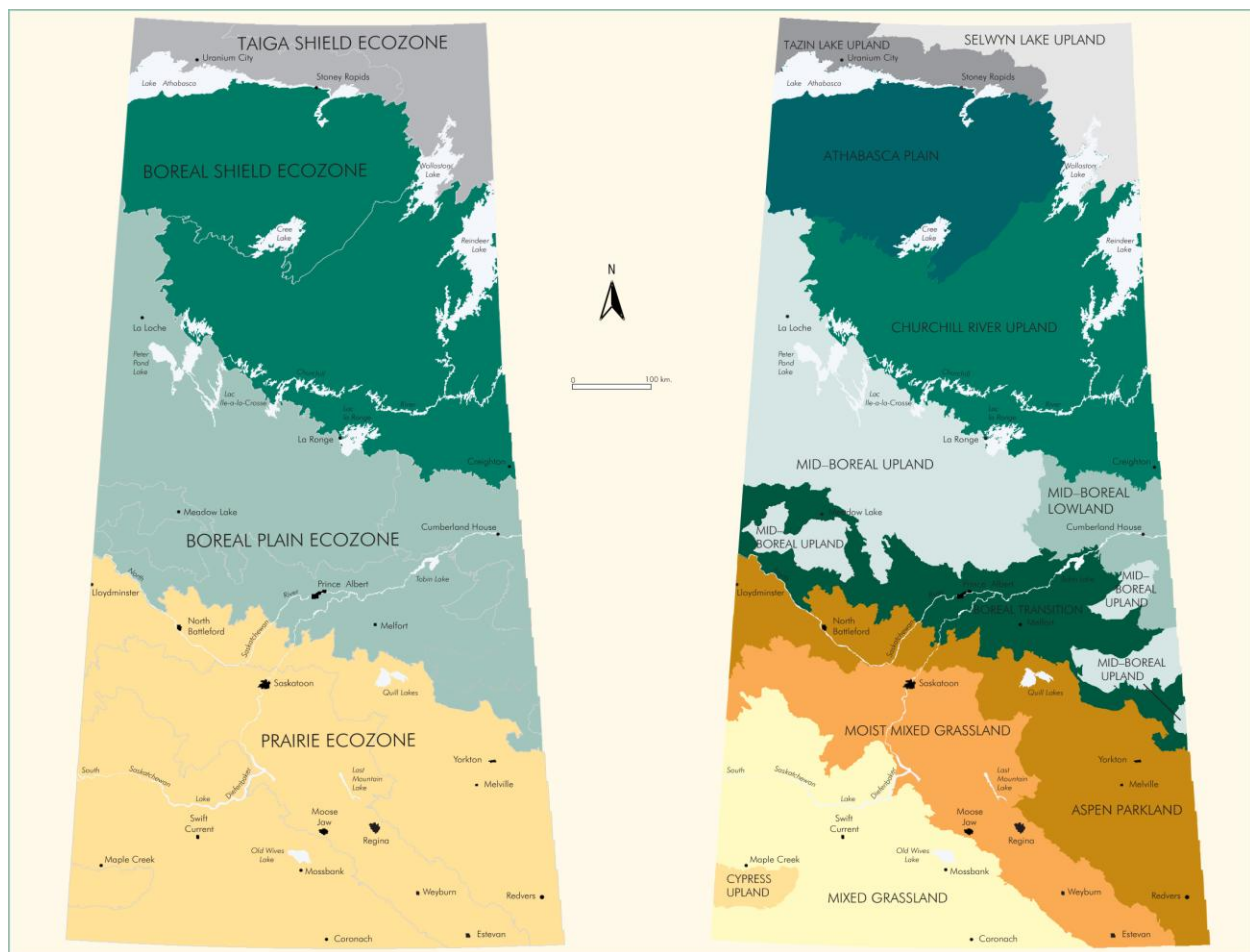 TAIGA SHIELD ECOZONE
Uranium City
Lake Athabasca
Stoney Rapids
BOREAL SHIELD ECOZONE
Wollaston
Lake
Cree
Lake
Reindeer
Lake
La Loche
Peter
Pond
Lake
Lac
Ile-a-la-Crosse
Churchill
River
Lac
la Ronge
La Ronge
Creighton
Meadow Lake
Cumberland House
BOREAL PLAIN ECOZONE
Tobin Lake
North
Lloydminster
Prince Albert
River
North
Battleford
Saskatchewan
Melfort
Saskatoon
Quill Lakes
PRAIRIE ECOZONE
Yorkton
South
Saskatchewan
Diefenbaker
Last
Mountain
Lake
Melville
Lake
Swift
Current
Moose
Jaw
Regina
Old Wives
Lake
Maple Creek
Mossbank
Weyburn
Redvers
Coronach
Estevan
N
0
100 km.
TAZIN LAKE UPLAND
SELWYN LAKE UPLAND
Uranium City
Lake Athabasca
Stoney Rapids
ATHABASCA PLAIN
Wollaston
Lake
Cree
Lake
Reindeer
Lake
La Loche
CHURCHILL RIVER UPLAND
Peter
Pond
Lake
Lac
Ile-a-la-Crosse
Churchill
River
Lac
la Ronge
La Ronge
MID-BOREAL UPLAND
Creighton
MID-BOREAL
LOWLAND
Meadow Lake
Cumberland House
MID-
BOREAL UPLAND
Tobin Lake
MID-
BOREAL
UPLAND
North
Lloydminster
Prince Albert
River
BOREAL TRANSITION
North
Battleford
Saskatchewan
Melfort
MID-BOREAL
UPLAND
Saskatoon
Quill Lakes
MOIST MIXED GRASSLAND
Yorkton
South
Saskatchewan
Diefenbaker
Last
Mountain
Lake
Melville
Lake
ASPEN PARKLAND
Swift
Current
Moose
Jaw
Regina
Old Wives
Lake
Maple Creek
Mossbank
CYPRESS
UPLAND
MIXED GRASSLAND
Weyburn
Redvers
Coronach
Estevan